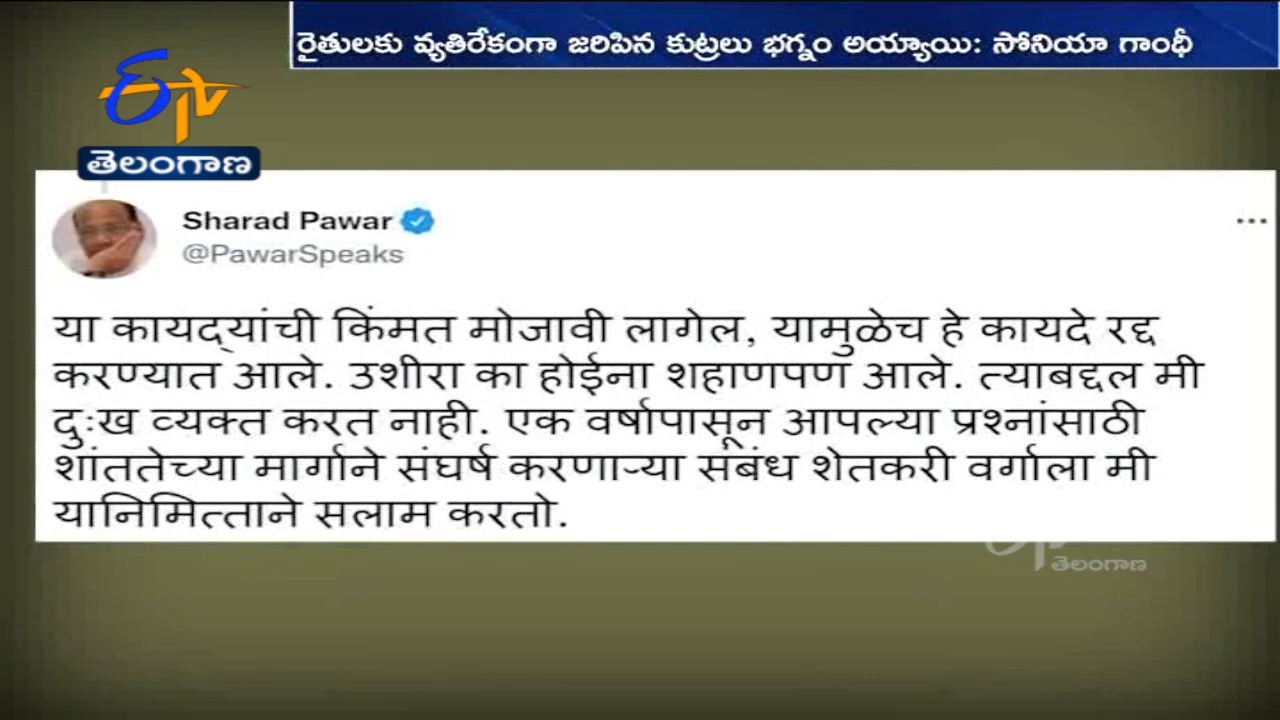 రైతులకు వ్యతిరేకంగా జరిపిన కుట్రలు భగ్నం అయ్యాయి: సోనియా గాంధీ
ETV
తెలంగాణ
Sharad Pawar
@PawarSpeaks
या कायद्यांची किंमत मोजावी लागेल, यामुळेच हे कायदे रद्द
करण्यात आले. उशीरा का होईना शहाणपण आले. त्याबद्दल मी
दुःख व्यक्त करत नाही. एक वर्षापासून आपल्या प्रश्नांसाठी
शांततेच्या मार्गाने संघर्ष करणाऱ्या संबंध शेतकरी वर्गाला मी
यानिमित्ताने सलाम करतो.
తెలంగాణ